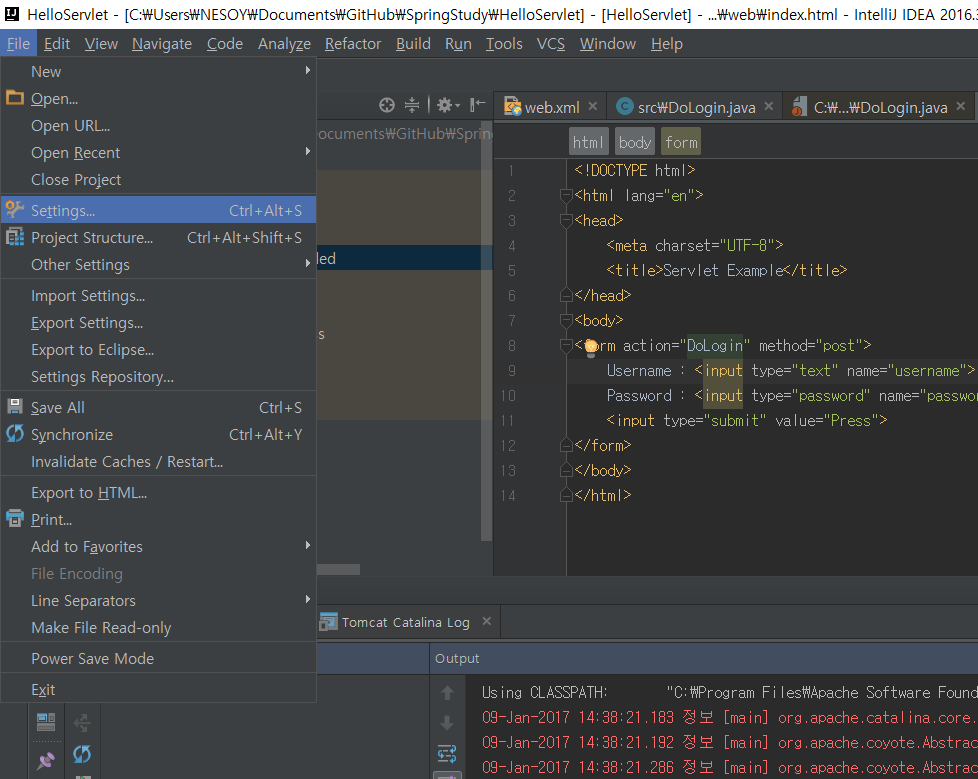 HelloServlet - [C:₩Users₩NESOY₩Documents₩GitHub₩SpringStudy₩HelloServlet] - [HelloServlet] - ...₩web₩index.html - IntelliJ IDEA 2016.3
File Edit View Navigate Code Analyze Refactor Build Run Tools VCS Window Help
New
Open...
Open URL...
Open Recent
Close Project
Settings... Ctrl+Alt+S
Project Structure... Ctrl+Alt+Shift+S
Other Settings
Import Settings...
Export Settings...
Export to Eclipse...
Settings Repository...
Save All Ctrl+S
Synchronize Ctrl+Alt+Y
Invalidate Caches / Restart...
Export to HTML...
Print...
Add to Favorites
File Encoding
Line Separators
Make File Read-only
Power Save Mode
Exit
ocuments₩GitHub₩Spring
led
s
web.xml src₩DoLogin.java C:₩...₩DoLogin.java
html body form
1 <!DOCTYPE html>
2 <html lang="en">
3 <head>
4 <meta charset="UTF-8">
5 <title>Servlet Example</title>
6 </head>
7 <body>
8 <form action="DoLogin" method="post">
9 Username : <input type="text" name="username">
10 Password : <input type="password" name="passwo
11 <input type="submit" value="Press">
12 </form>
13 </body>
14 </html>
Tomcat Catalina Log
Output
Using CLASSPATH: "C:₩Program Files₩Apache Software Found
09-Jan-2017 14:38:21.183 정보 [main] org.apache.catalina.core.
09-Jan-2017 14:38:21.192 정보 [main] org.apache.coyote.Abstrac
09-Jan-2017 14:38:21.286 정보 [main] org.apache.coyote.Abstrac